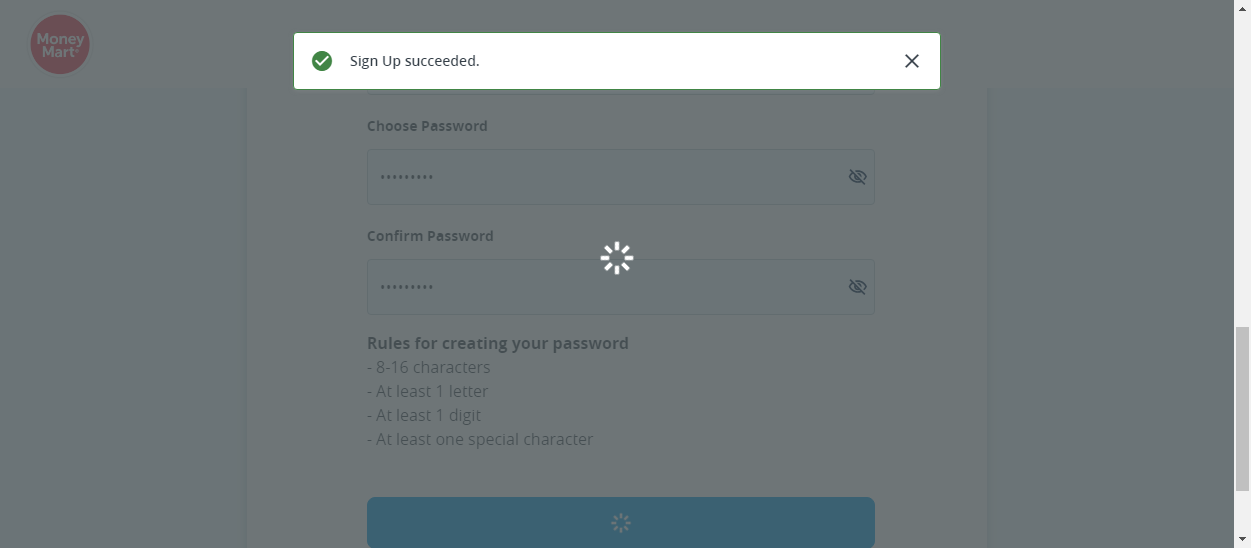 Money
Mart
Sign Up succeeded.
Choose Password
•••••••••
Confirm Password
•••••••••
Rules for creating your password
- 8-16 characters
- At least 1 letter
- At least 1 digit
- At least one special character